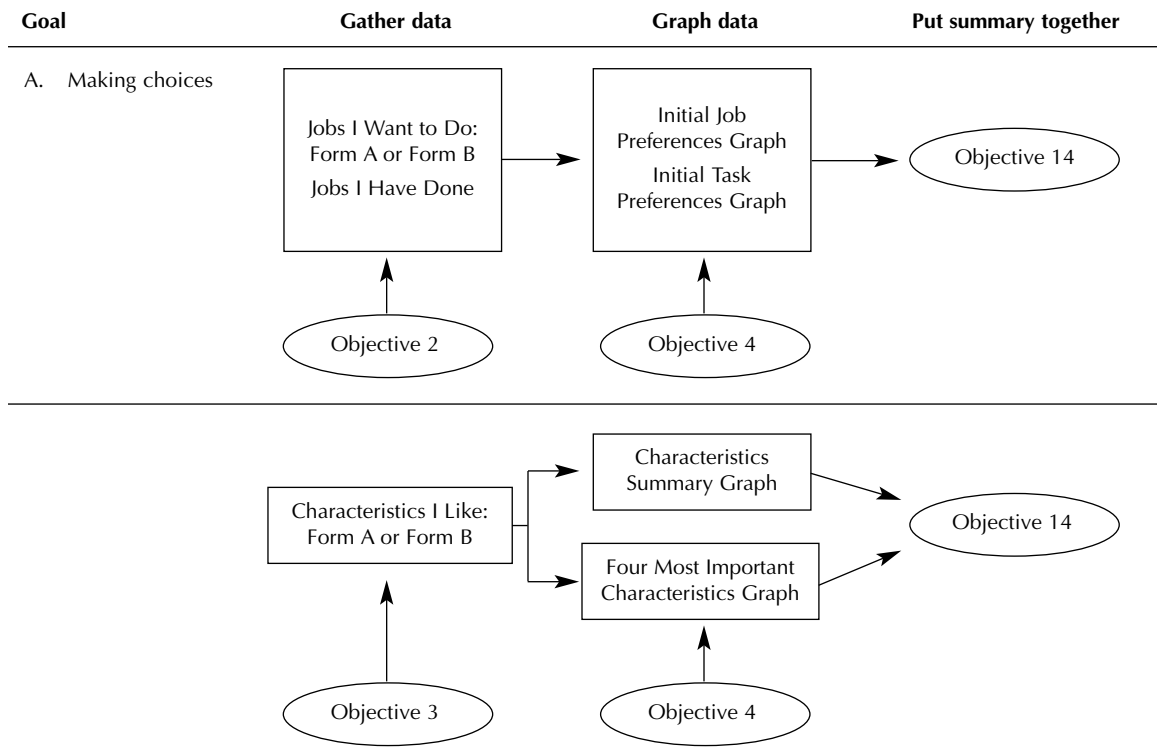 Goal Gather data Graph data Put summary together
A. Making choices
Jobs I Want to Do:
Form A or Form B
Jobs I Have Done
Initial Job
Preferences Graph
Initial Task
Preferences Graph
Objective 14
Objective 2
Objective 4
Characteristics I Like:
Form A or Form B
Characteristics
Summary Graph
Four Most Important
Characteristics Graph
Objective 14
Objective 3
Objective 4